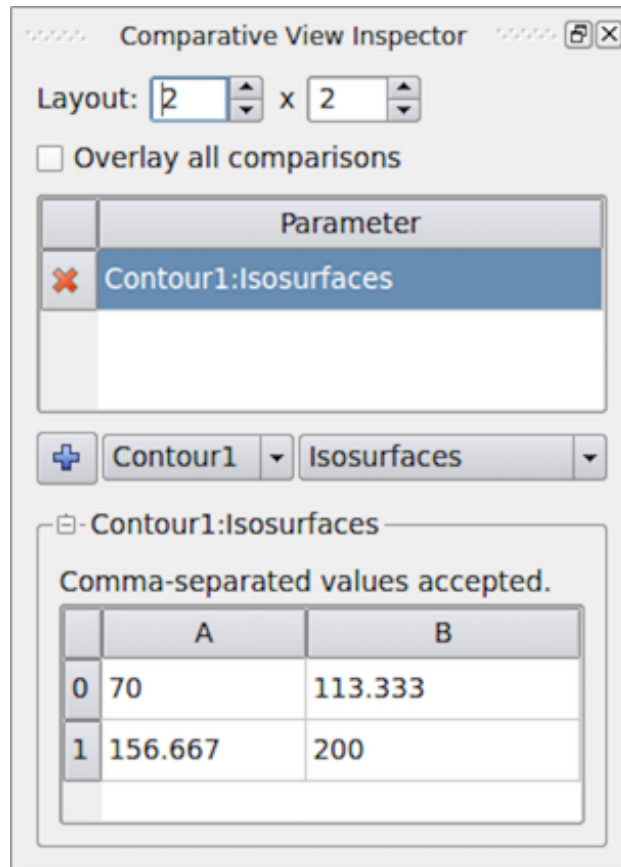 Comparative View Inspector
Layout: 2 x 2
Overlay all comparisons
Parameter
Contour1:Isosurfaces
Contour1 Isosurfaces
Contour1:Isosurfaces
Comma-separated values accepted.
A B
0 70 113.333
1 156.667 200